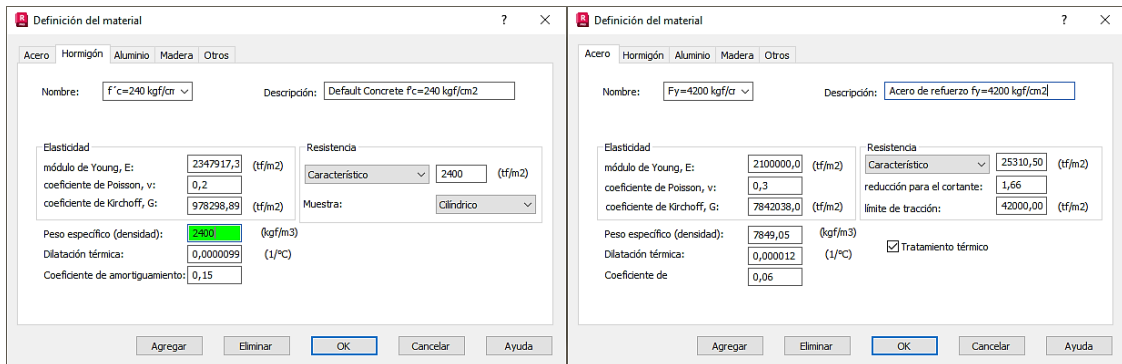 Definición del material
Acero Hormigón Aluminio Madera Otros
Nombre: f´c=240 kgf/cm Descripción: Default Concrete f'c=240 kgf/cm2
Elasticidad
módulo de Young, E: 2347917,3 (tf/m2)
coeficiente de Poisson, ν: 0,2
coeficiente de Kirchoff, G: 978298,89 (tf/m2)
Resistencia
Característico 2400 (tf/m2)
Muestra: Cilíndrico
Peso específico (densidad): 2400 (kgf/m3)
Dilatación térmica: 0,0000099 (1/°C)
Coeficiente de amortiguamiento: 0,15
Agregar Eliminar OK Cancelar Ayuda
Definición del material
Acero Hormigón Aluminio Madera Otros
Nombre: Fy=4200 kgf/cr Descripción: Acero de refuerzo fy=4200 kgf/cm2
Elasticidad
módulo de Young, E: 2100000,0 (tf/m2)
coeficiente de Poisson, ν: 0,3
coeficiente de Kirchoff, G: 7842038,0 (tf/m2)
Resistencia
Característico 25310,50 (tf/m2)
reducción para el cortante: 1,66
límite de tracción: 42000,00 (tf/m2)
Peso específico (densidad): 7849,05 (kgf/m3)
Dilatación térmica: 0,000012 (1/°C)
Coeficiente de 0,06
Tratamiento térmico
Agregar Eliminar OK Cancelar Ayuda